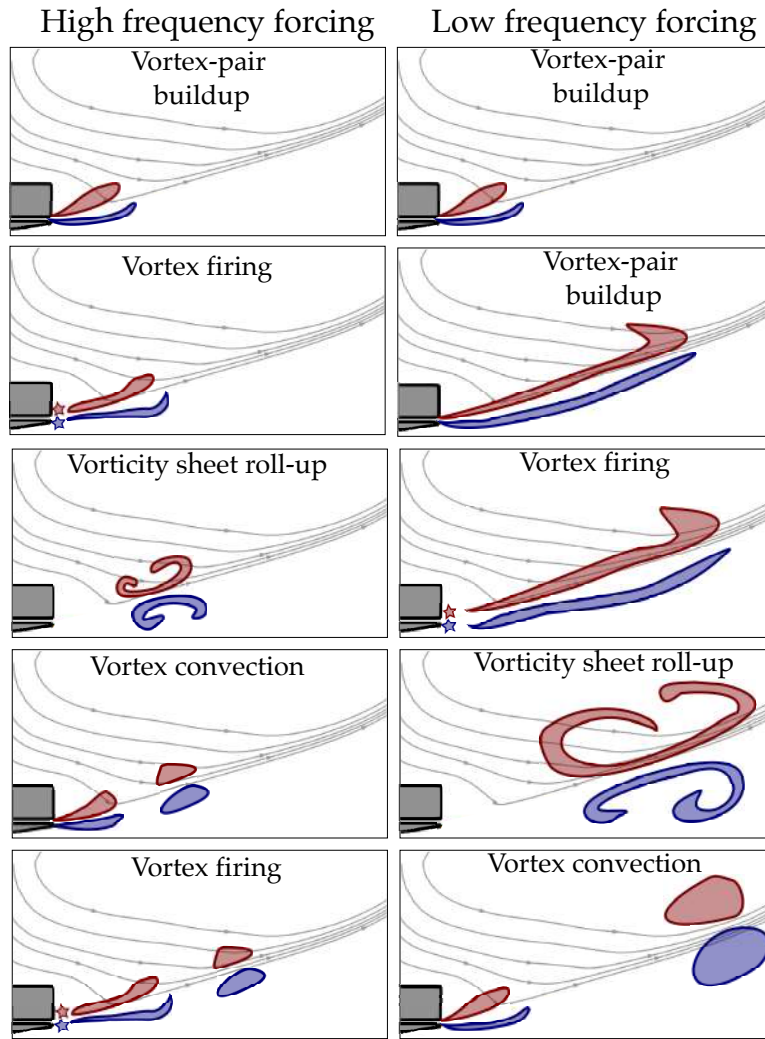 High frequency forcing
Low frequency forcing
Vortex-pair
buildup
Vortex-pair
buildup
Vortex firing
Vortex-pair
buildup
Vorticity sheet roll-up
Vortex firing
Vortex convection
Vorticity sheet roll-up
Vortex firing
Vortex convection